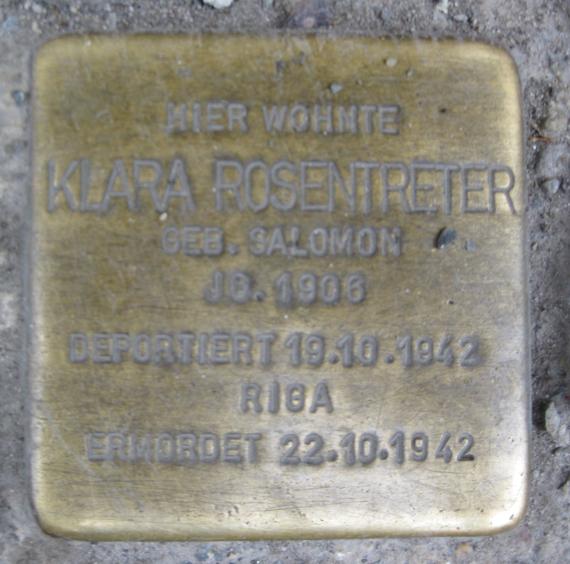 HIER WOHNTE
KLARA ROSENTRETER
GEB. SALOMON
JG. 1906
DEPORTIERT 19.10.1942
RIGA
ERMORDET 22.10.1942